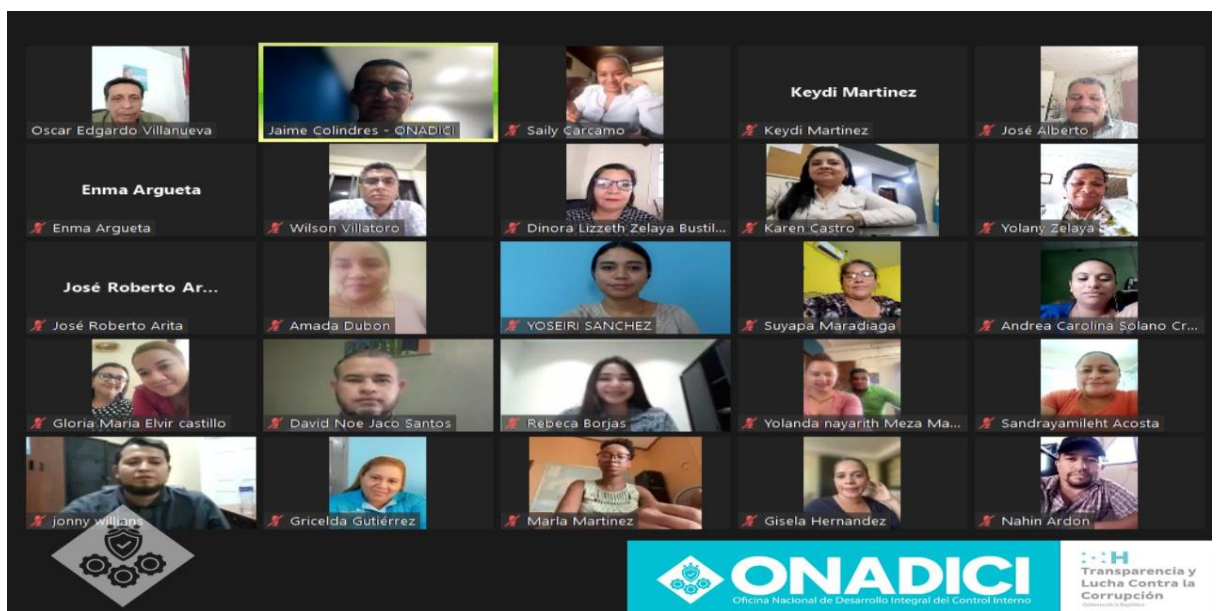 Oscar Edgardo Villanueva
Jaime Colindres - ONADICI
Saily Carcamo
Keydi Martinez
Keydi Martinez
José Alberto
Enma Argueta
Enma Argueta
Wilson Villatoro
Dinora Lizzeth Zelaya Bustil...
Karen Castro
Yolany Zelaya
José Roberto Ar...
José Roberto Arita
Amada Dubon
YOSEIRI SANCHEZ
Suyapa Maradiaga
Andrea Carolina Solano Cr...
Gloria Maria Elvir castillo
David Noe Jaco Santos
Rebeca Borjas
Yolanda nayarith Meza Ma...
Sandrayamileht Acosta
jonny willians
Gricelda Gutiérrez
Marla Martinez
Gisela Hernandez
Nahin Ardon
ONADICI
Oficina Nacional de Desarrollo Integral del Control Interno
H
Transparencia y
Lucha Contra la
Corrupción
Gobierno de la República